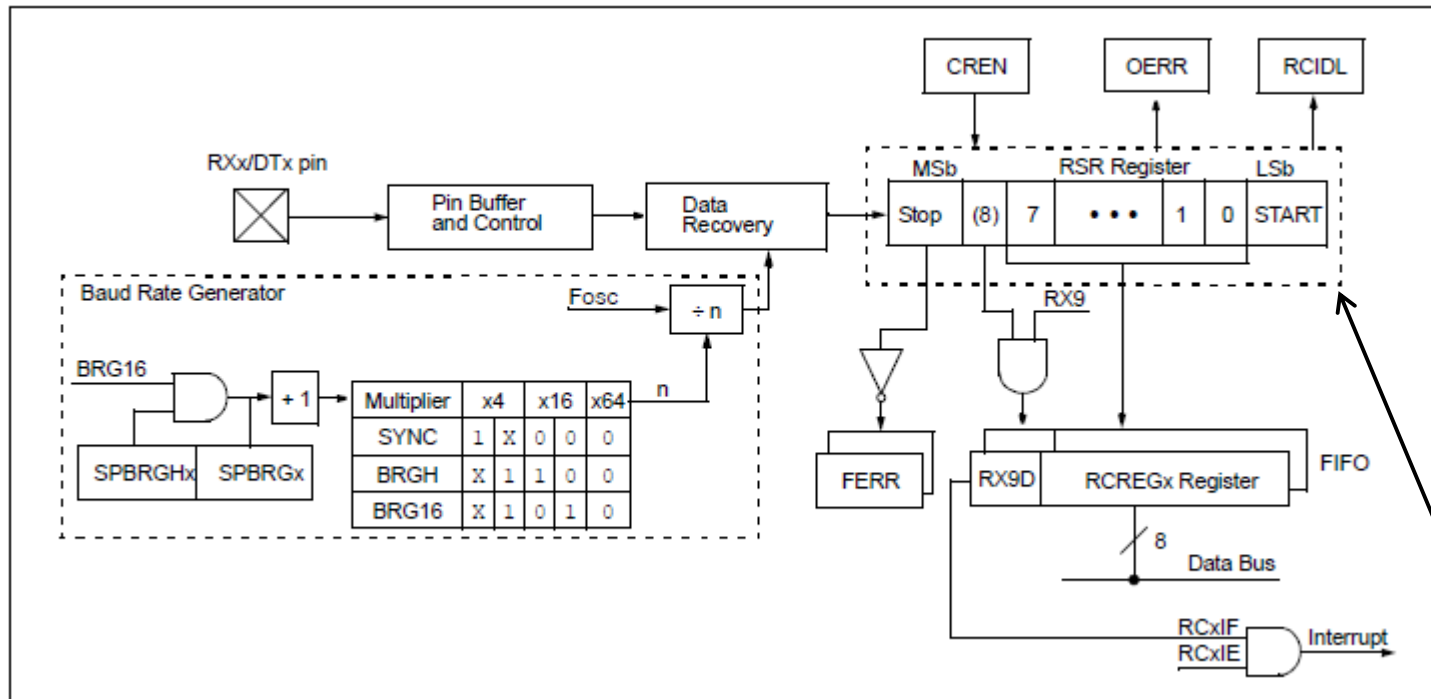 CREN OERR RCIDL
RXx/DTx pin
MSb RSR Register LSb
Pin Buffer
and Control
Data
Recovery
Stop (8) 7 • • • 1 0 START
Baud Rate Generator
Fosc
÷ n
RX9
BRG16
+ 1
n
Multiplier x4 x16 x64
SYNC 1 X 0 0 0
BRGH X 1 1 0 0
BRG16 X 1 0 1 0
SPBRGHx SPBRGx
FERR
RX9D RCREGx Register
FIFO
8
Data Bus
RCxIF
RCxIE
Interrupt